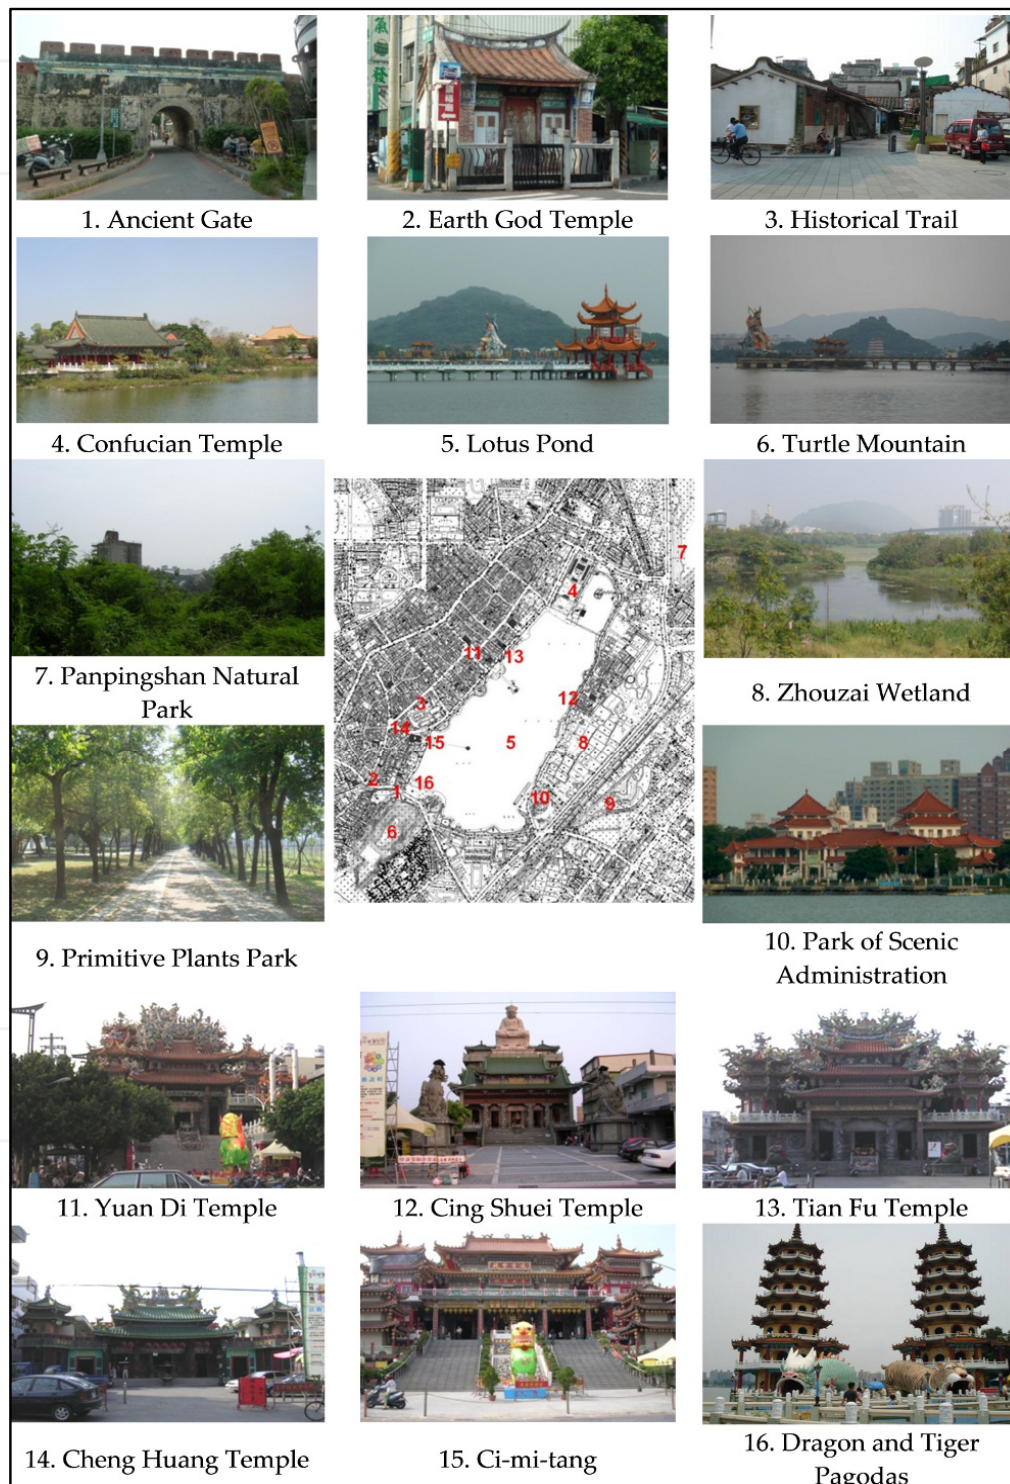 1. Ancient Gate
2. Earth God Temple
3. Historical Trail
4. Confucian Temple
5. Lotus Pond
6. Turtle Mountain
7. Panpingshan Natural
Park
7
4
11
13
3
12
14
15
5
8
2
1
16
10
9
6
8. Zhouzai Wetland
9. Primitive Plants Park
10. Park of Scenic
Administration
11. Yuan Di Temple
12. Cing Shuei Temple
13. Tian Fu Temple
14. Cheng Huang Temple
15. Ci-mi-tang
16. Dragon and Tiger
Pagodas